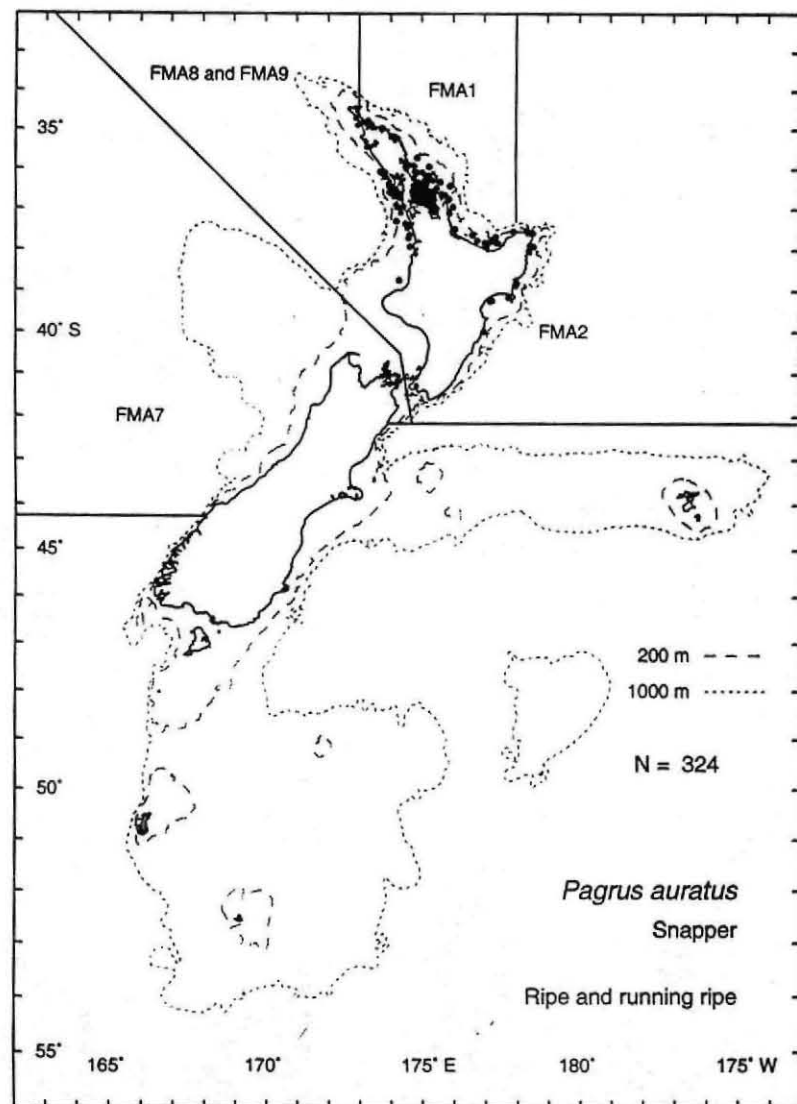 FMA8 and FMA9
FMA1
35°
40° S
FMA2
FMA7
45°
200 m
1000 m
N = 324
50°
Pagrus auratus
Snapper
Ripe and running ripe
55°
165° 170° 175° E 180° 175° W